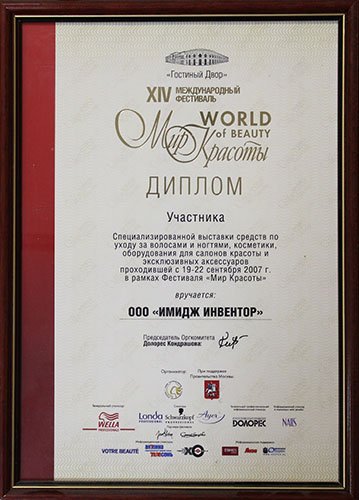 «Гостиный Двор»
XIV МЕЖДУНАРОДНЫЙ
ФЕСТИВАЛЬ
WORLD
of BEAUTY
Мир Красоты
ДИПЛОМ
Участника
Специализированной выставки средств по
уходу за волосами и ногтями, косметики,
оборудования для салонов красоты и
эксклюзивных аксессуаров
проходившей с 19-22 сентября 2007 г.
в рамках Фестиваля «Мир Красоты»
вручается:
ООО «ИМИДЖ ИНВЕНТОР»
Председатель Оргкомитета
Долорес Кондрашова:
Организатор:
При поддержке
Правительства Москвы:
WELLA
Londa
Schwarzkopf
ДОЛОРЕС
NAILS
VOTRE BEAUTÉ